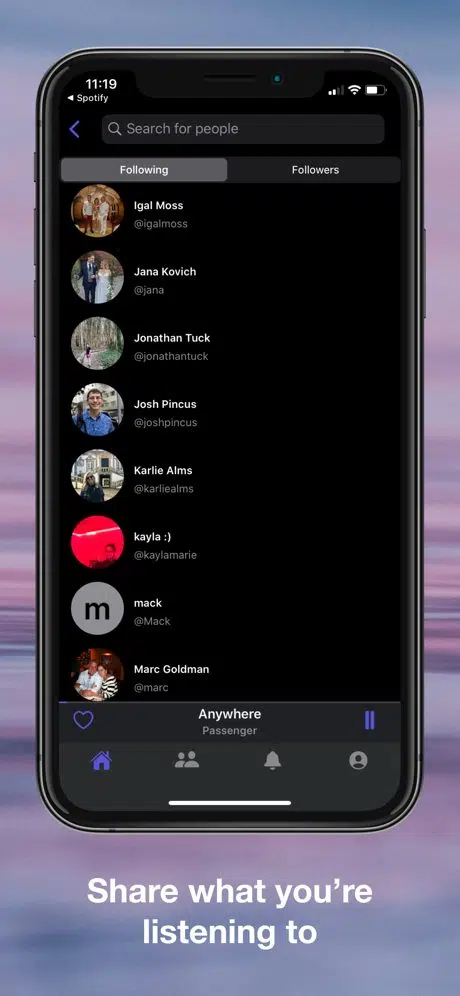 11:19
◀ Spotify
Search for people
Following
Followers
Igal Moss
@igalmoss
Jana Kovich
@jana
Jonathan Tuck
@jonathantuck
Josh Pincus
@joshpincus
Karlie Alms
@karliealms
kayla :)
@kaylamarie
m
mack
@Mack
Marc Goldman
@marc
Anywhere
Passenger
Share what you’re
listening to